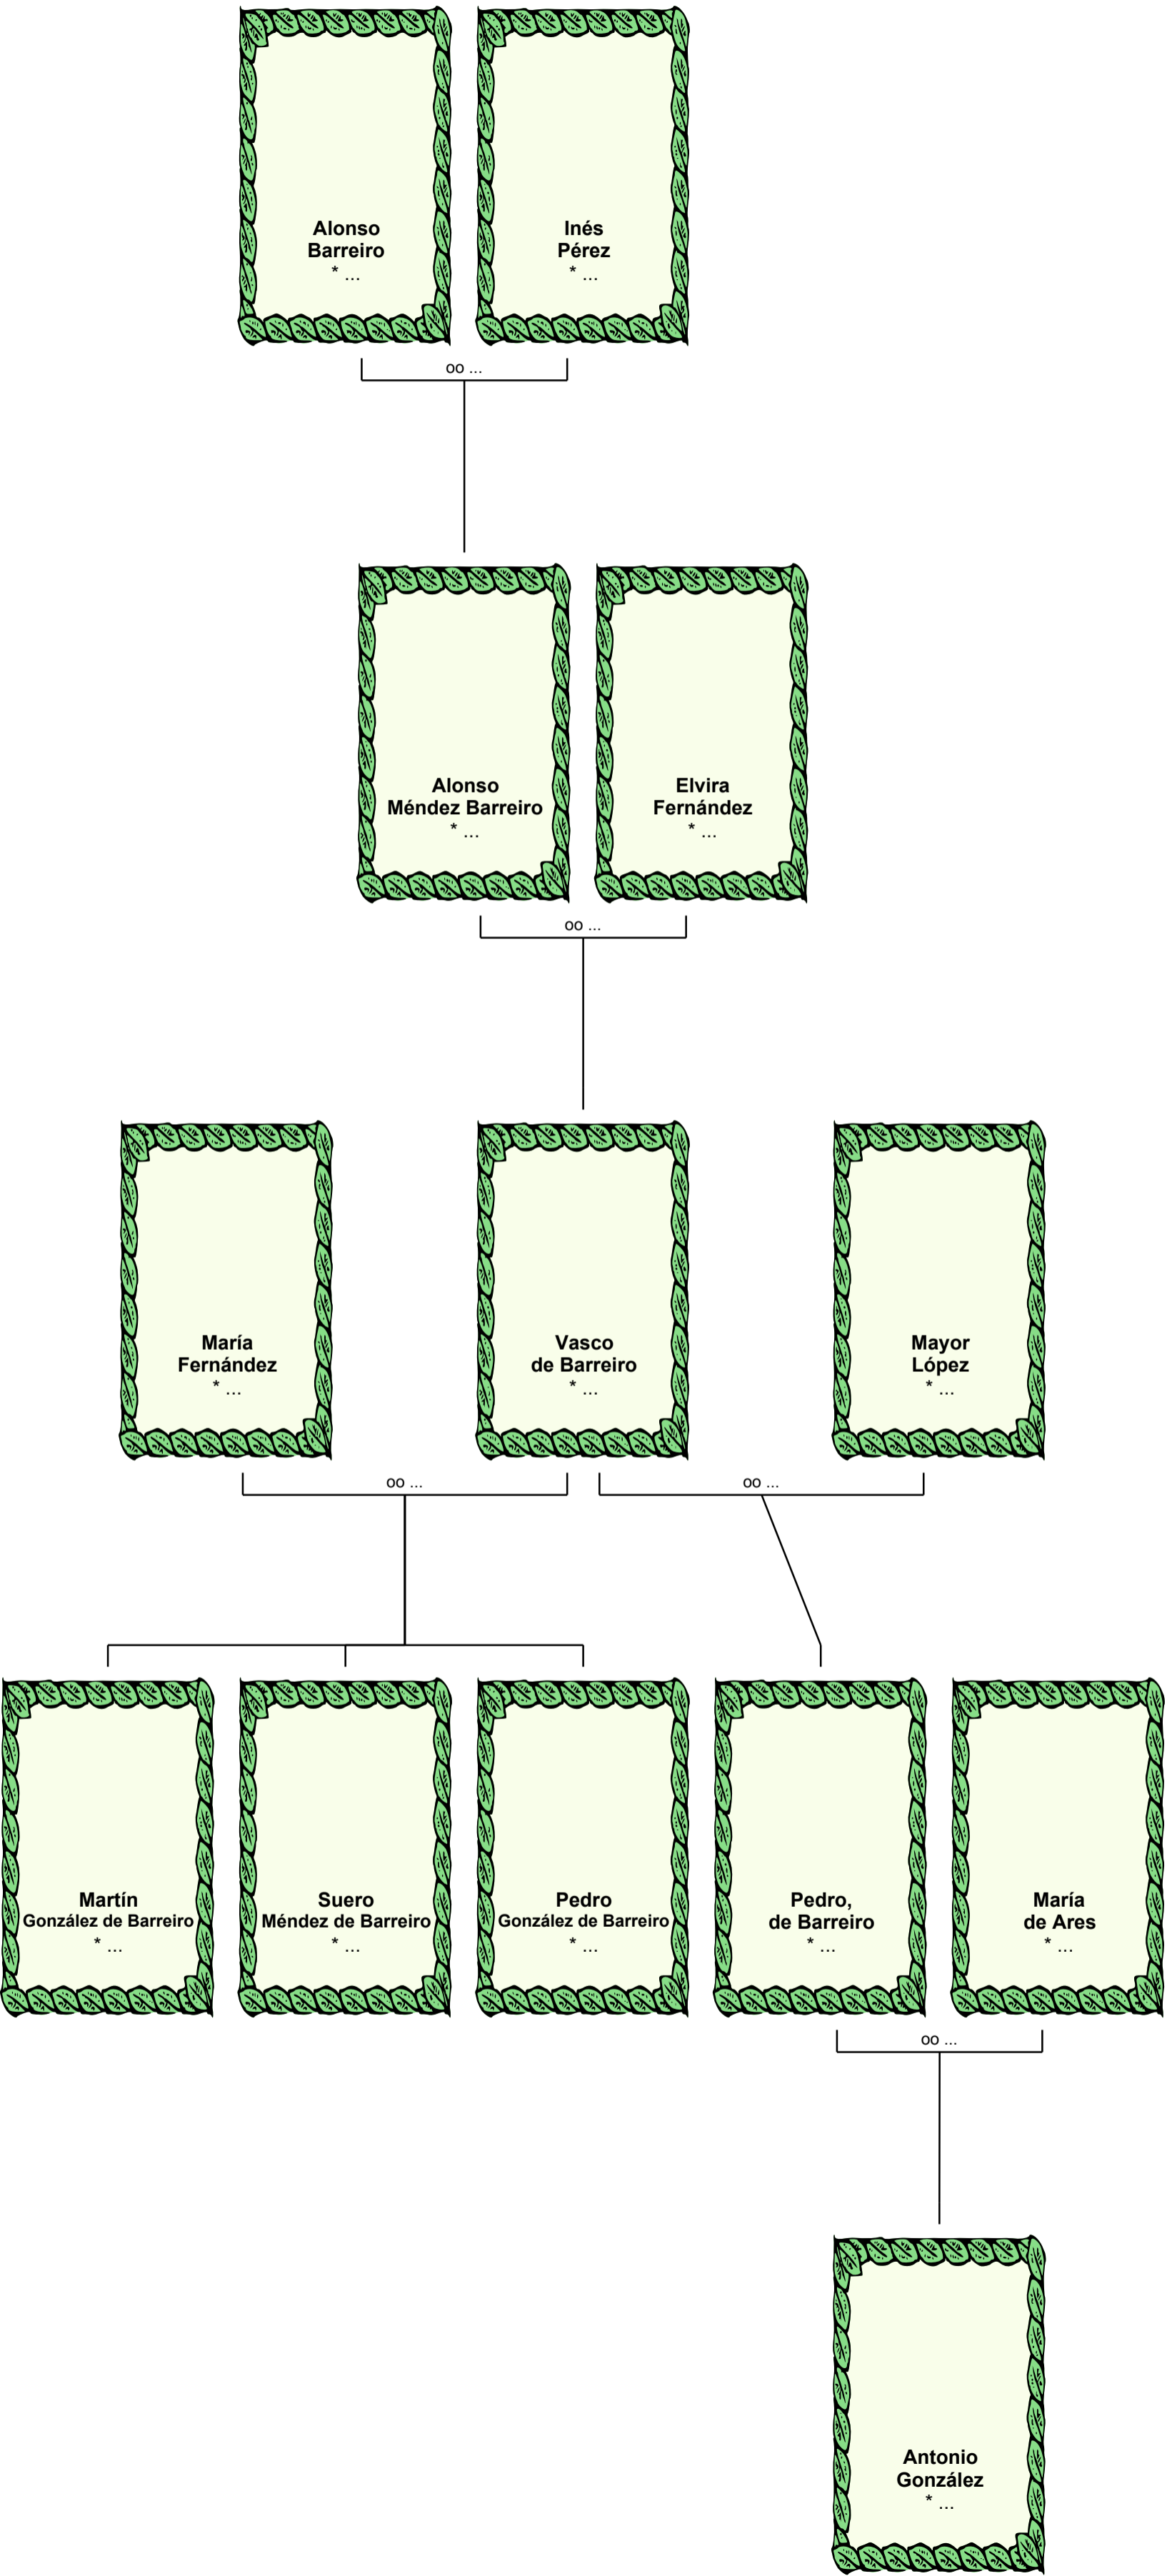 Alonso
Barreiro
* ...
Inés
Pérez
* ...
oo ...
Alonso
Méndez Barreiro
* ...
Elvira
Fernández
* ...
oo ...
María
Fernández
* ...
Vasco
de Barreiro
* ...
Mayor
López
* ...
oo ...
oo ...
Martín
González de Barreiro
* ...
Suero
Méndez de Barreiro
* ...
Pedro
González de Barreiro
* ...
Pedro,
de Barreiro
* ...
María
de Ares
* ...
oo ...
Antonio
González
* ...